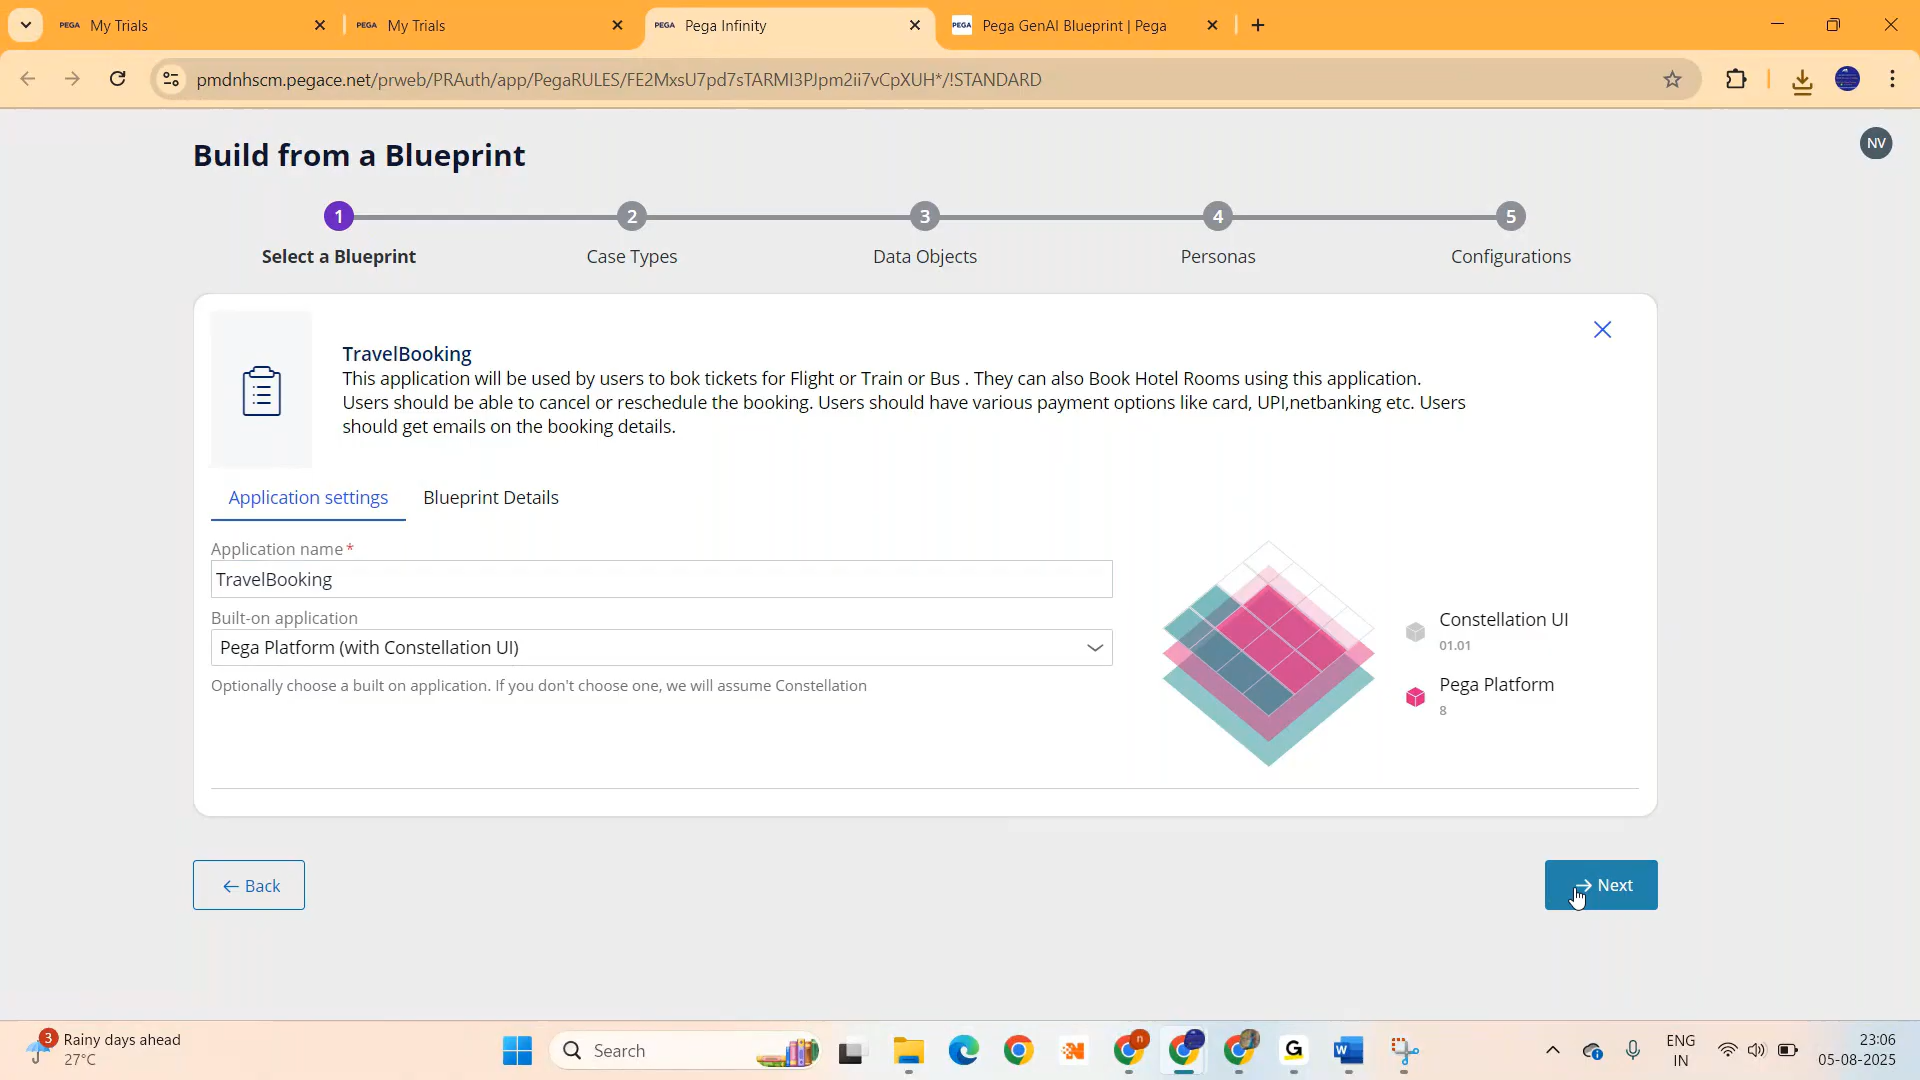 PEGA My Trials
PEGA My Trials
PEGA Pega Infinity
PEGA Pega GenAI Blueprint | Pega
pmdnhscm.pegace.net/prweb/PRAuth/app/PegaRULES/FE2MxsU7pd7sTARMI3PJpm2ii7vCpXUH*/!STANDARD
Build from a Blueprint
NV
1 2 3 4 5
Select a Blueprint Case Types Data Objects Personas Configurations
TravelBooking
This application will be used by users to bok tickets for Flight or Train or Bus . They can also Book Hotel Rooms using this application.
Users should be able to cancel or reschedule the booking. Users should have various payment options like card, UPI,netbanking etc. Users
should get emails on the booking details.
Application settings Blueprint Details
Application name*
TravelBooking
Built-on application
Pega Platform (with Constellation UI)
Optionally choose a built on application. If you don't choose one, we will assume Constellation
Constellation UI
01.01
Pega Platform
8
← Back
→ Next
3
Rainy days ahead
27°C
Search
n
G
W
ENG
IN
23:06
05-08-2025